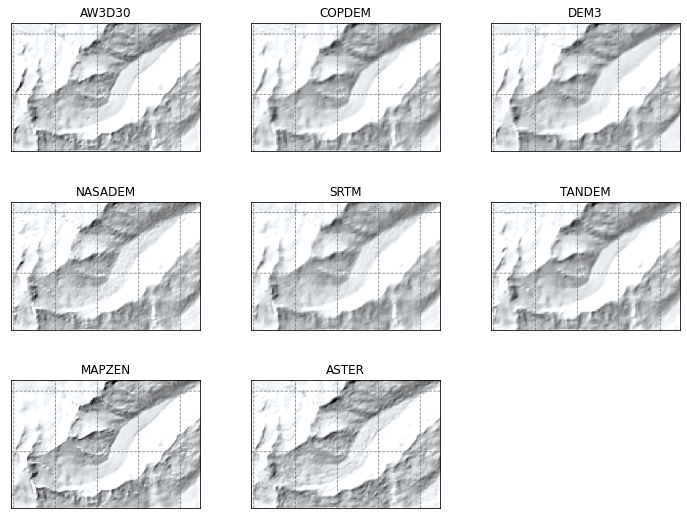 AW3D30
COPDEM
DEM3
NASADEM
SRTM
TANDEM
MAPZEN
ASTER